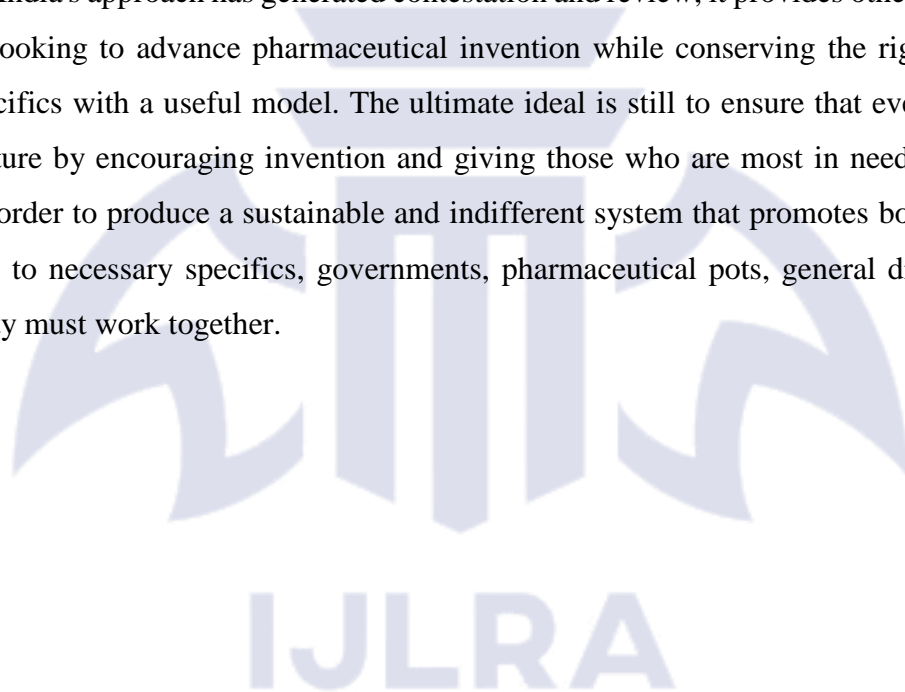 India's approach has generated contestation and review, it provides othe
ooking to advance pharmaceutical invention while conserving the rig
cifics with a useful model. The ultimate ideal is still to ensure that eve
ture by encouraging invention and giving those who are most in need
order to produce a sustainable and indifferent system that promotes bo
to necessary specifics, governments, pharmaceutical pots, general d
y must work together.
IJLRA